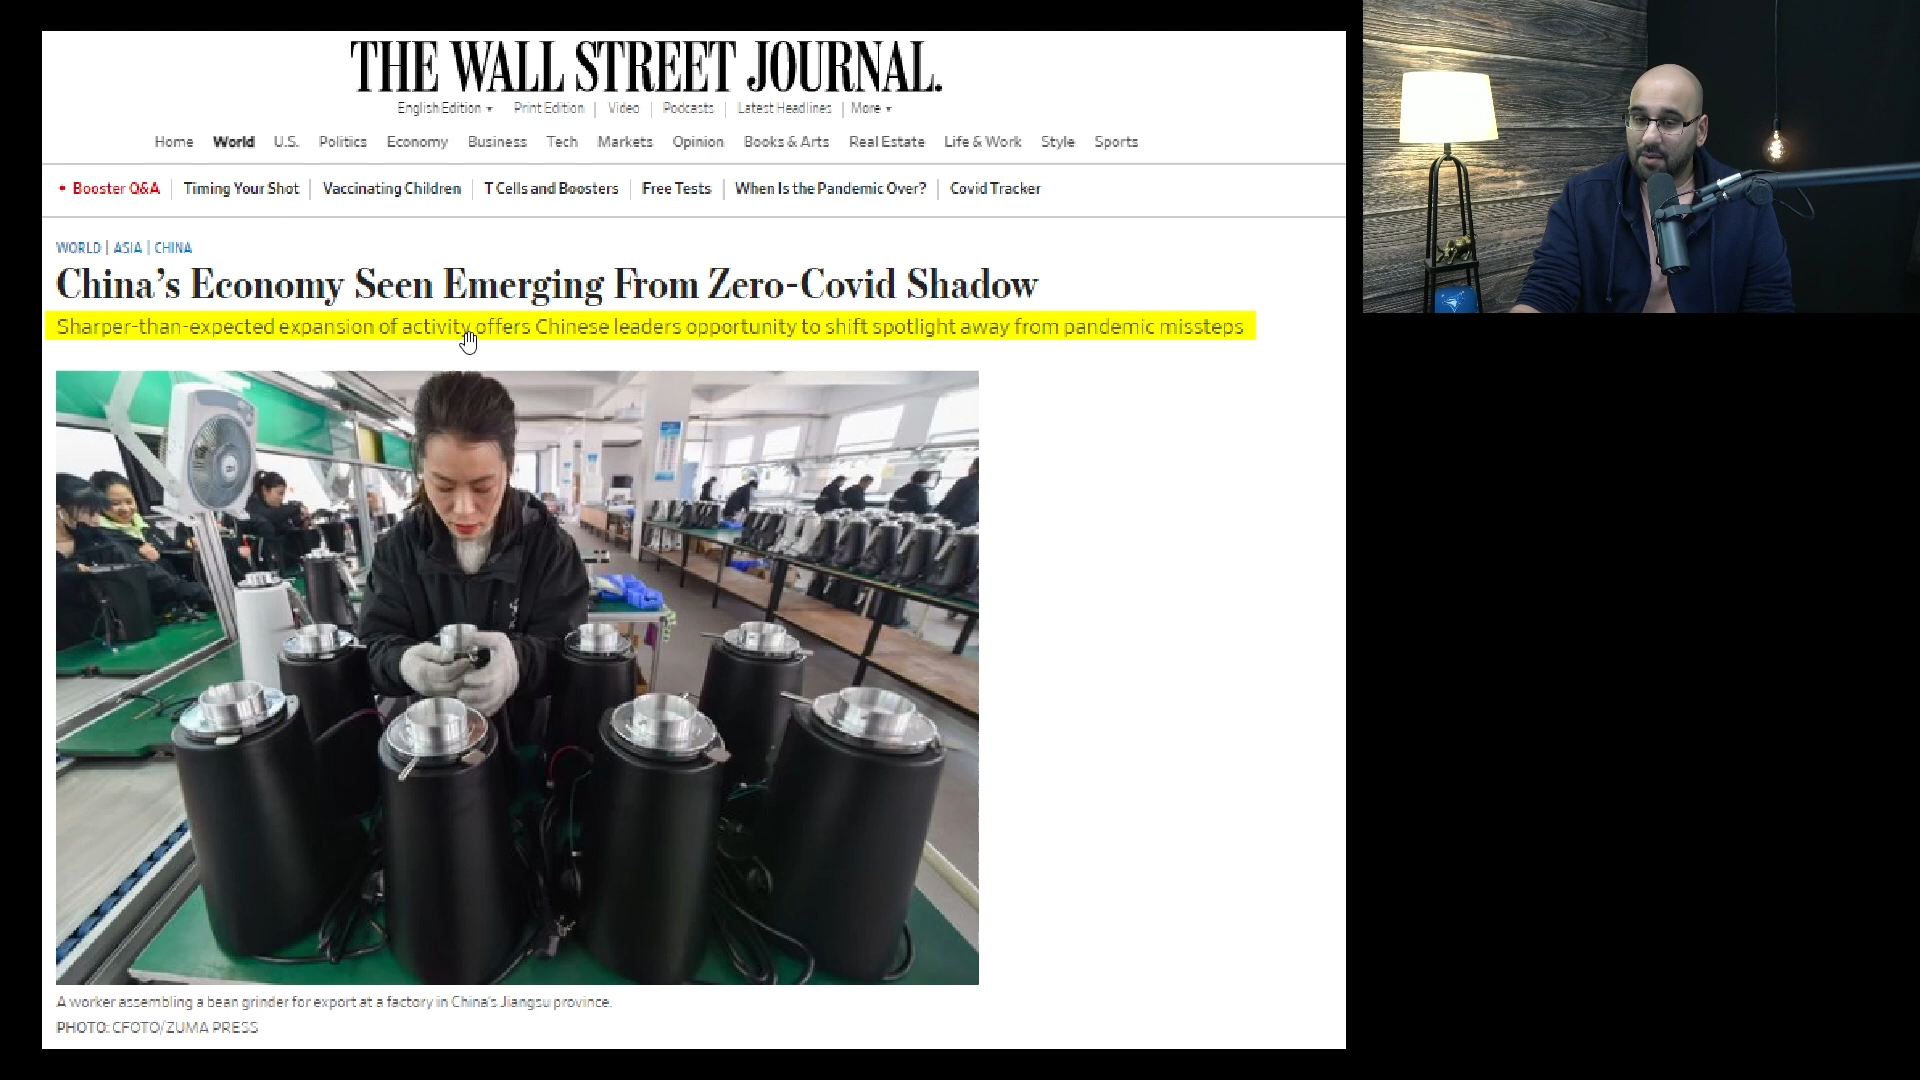 THE WALL STREET JOURNAL.
English Edition Print Edition Video Podcasts Latest Headlines More
Home World U.S. Politics Economy Business Tech Markets Opinion Books & Arts Real Estate Life & Work Style Sports
• Booster Q&A Timing Your Shot Vaccinating Children T Cells and Boosters Free Tests When Is the Pandemic Over? Covid Tracker
WORLD | ASIA | CHINA
China's Economy Seen Emerging From Zero-Covid Shadow
Sharper-than-expected expansion of activity offers Chinese leaders opportunity to shift spotlight away from pandemic missteps
A worker assembling a bean grinder for export at a factory in China's Jiangsu province.
PHOTO: CFOTO/ZUMA PRESS